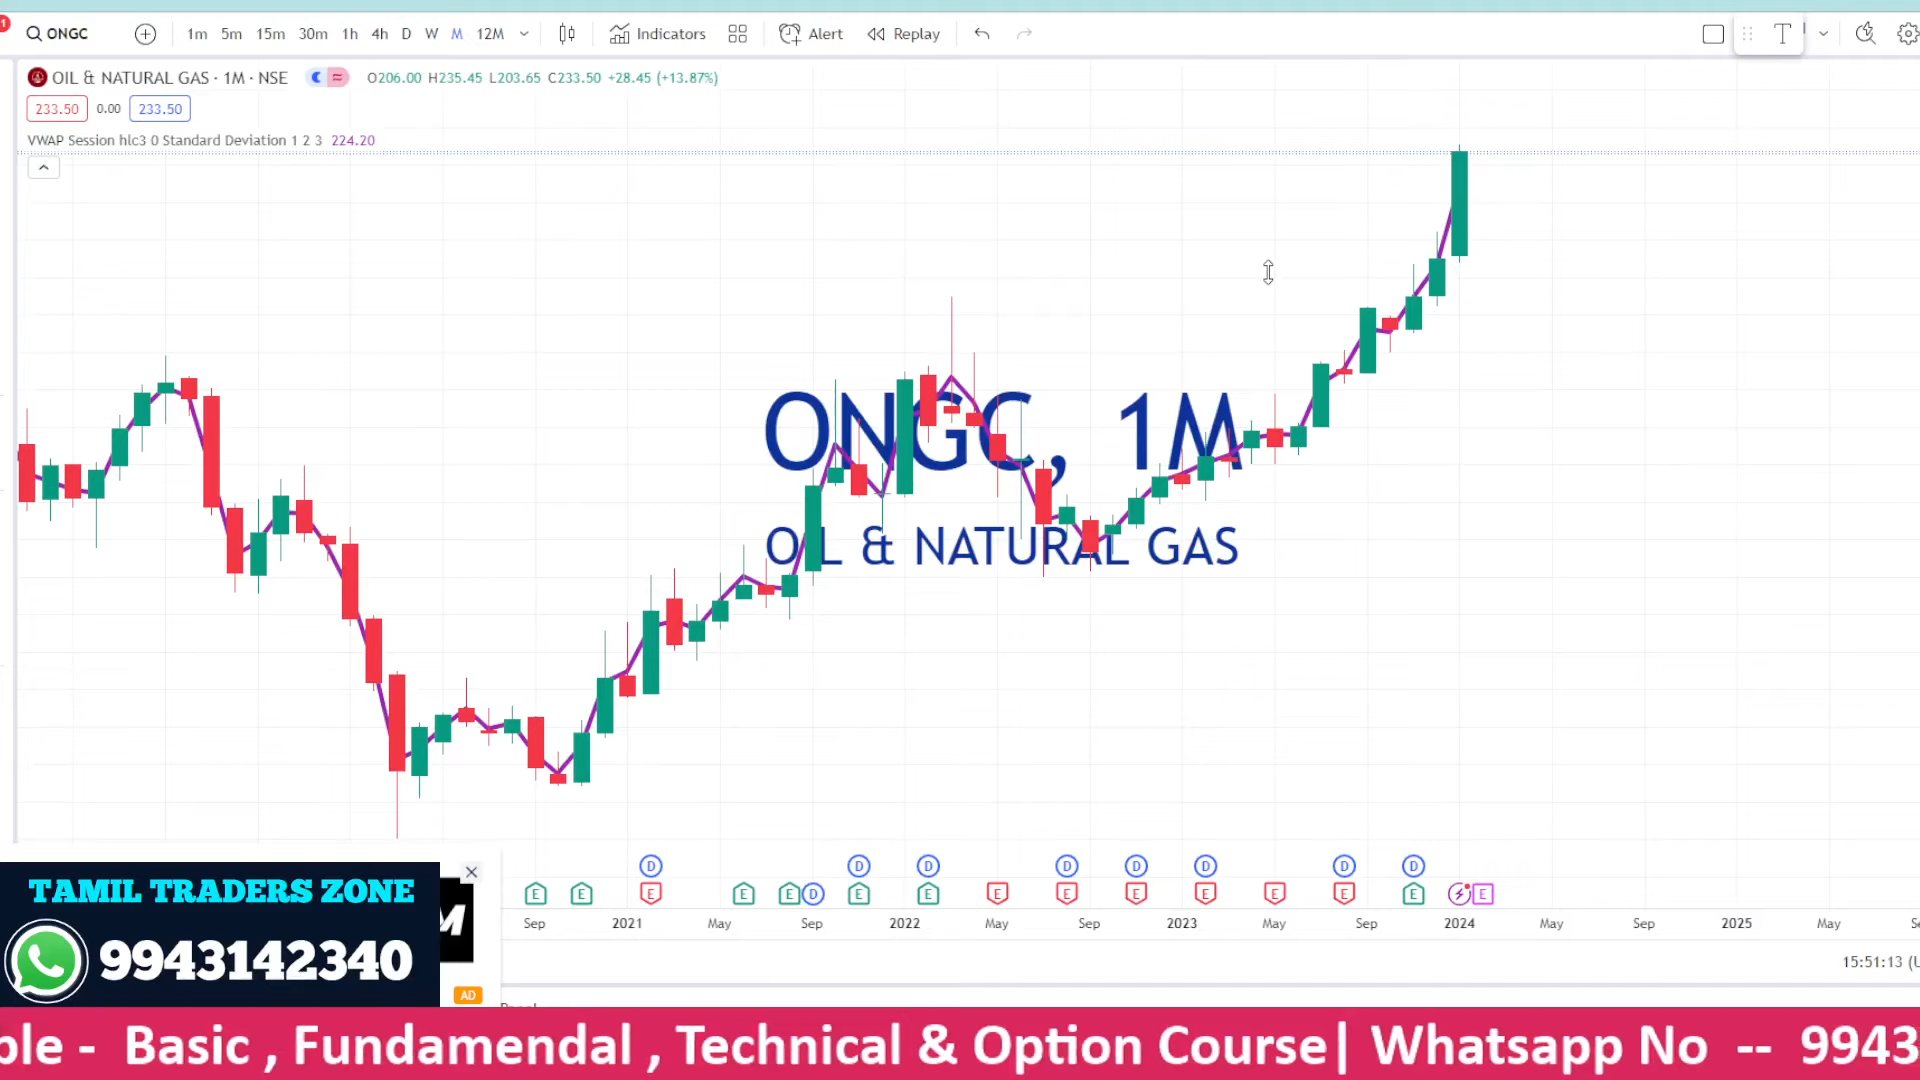 1
ONGC
1m 5m 15m 30m 1h 4h D W M 12M Indicators Alert Replay T
OIL & NATURAL GAS · 1M · NSE O206.00 H235.45 L203.65 C233.50 +28.45 (+13.87%)
233.50 0.00 233.50
VWAP Session hlc3 0 Standard Deviation 1 2 3 224.20
ONGC, 1M
OIL & NATURAL GAS
D D D D D D D D
E E E E E D E E E E E E E E E E
Sep 2021 May Sep 2022 May Sep 2023 May Sep 2024 May Sep 2025 May
15:51:13
TAMIL TRADERS ZONE
9943142340
M
AD
ble - Basic , Fundamendal , Technical & Option Course| Whatsapp No -- 9943